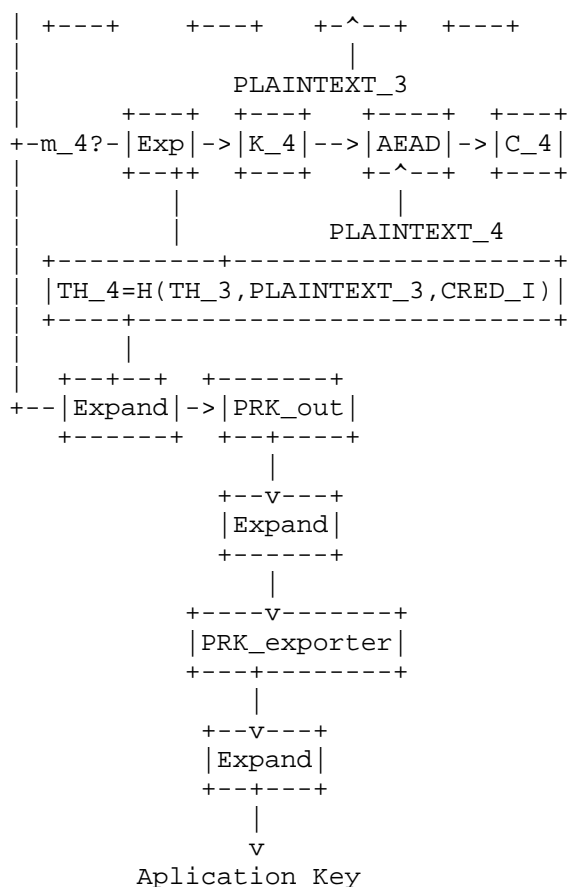 |  +---+    +---+   +-^--+  +---+
|                     |
|             PLAINTEXT_3
|      +---+  +---+   +----+  +---+
+-m_4?-|Exp|->|K_4|-->|AEAD|->|C_4|
|      +--++  +---+   +-^--+  +---+
|         |             |
|         |         PLAINTEXT_4
|  +----------+---------------------+
|  |TH_4=H(TH_3,PLAINTEXT_3,CRED_I)|
|  +----+---------------------------+
|       |
|  +--+--+  +-------+
+--|Expand|->|PRK_out|
   +------+  +--+----+
                |
             +--v---+
             |Expand|
             +------+
                |
           +----v-------+
           |PRK_exporter|
           +---+--------+
               |
            +--v---+
            |Expand|
            +--+---+
               |
               v
        Aplication Key